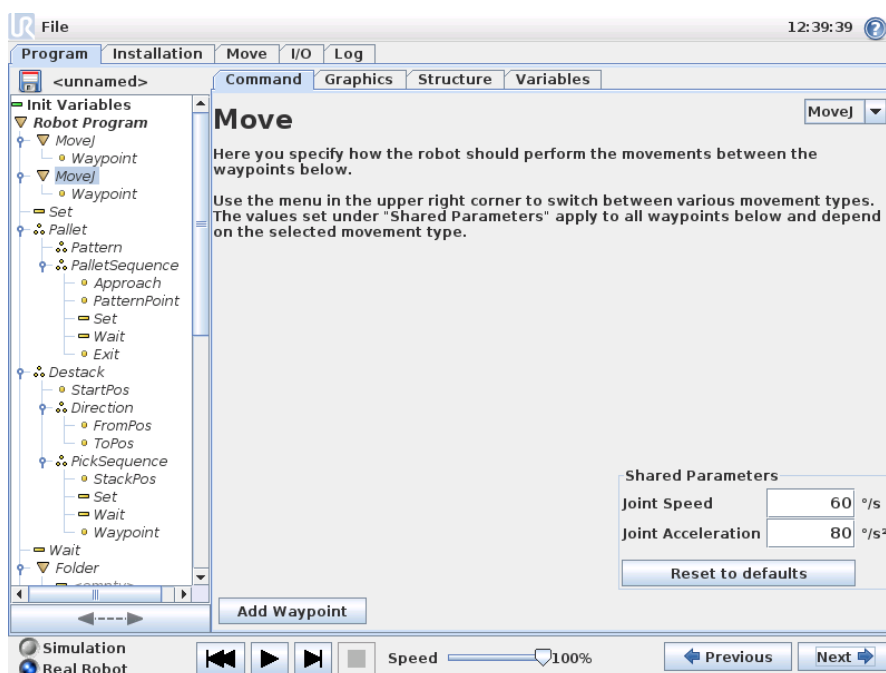 UR File 12:39:39 ?
Program Installation Move I/O Log
<unnamed> Command Graphics Structure Variables
Init Variables
Robot Program
MoveJ
Waypoint
MoveJ
Waypoint
Set
Pallet
Pattern
PalletSequence
Approach
PatternPoint
Set
Wait
Exit
Destack
StartPos
Direction
FromPos
ToPos
PickSequence
StackPos
Set
Wait
Waypoint
Wait
Folder
<empty>
Move MoveJ
Here you specify how the robot should perform the movements between the
waypoints below.
Use the menu in the upper right corner to switch between various movement types.
The values set under "Shared Parameters" apply to all waypoints below and depend
on the selected movement type.
Shared Parameters
Joint Speed 60 °/s
Joint Acceleration 80 °/s²
Reset to defaults
Add Waypoint
Simulation
Real Robot
Speed 100% Previous Next